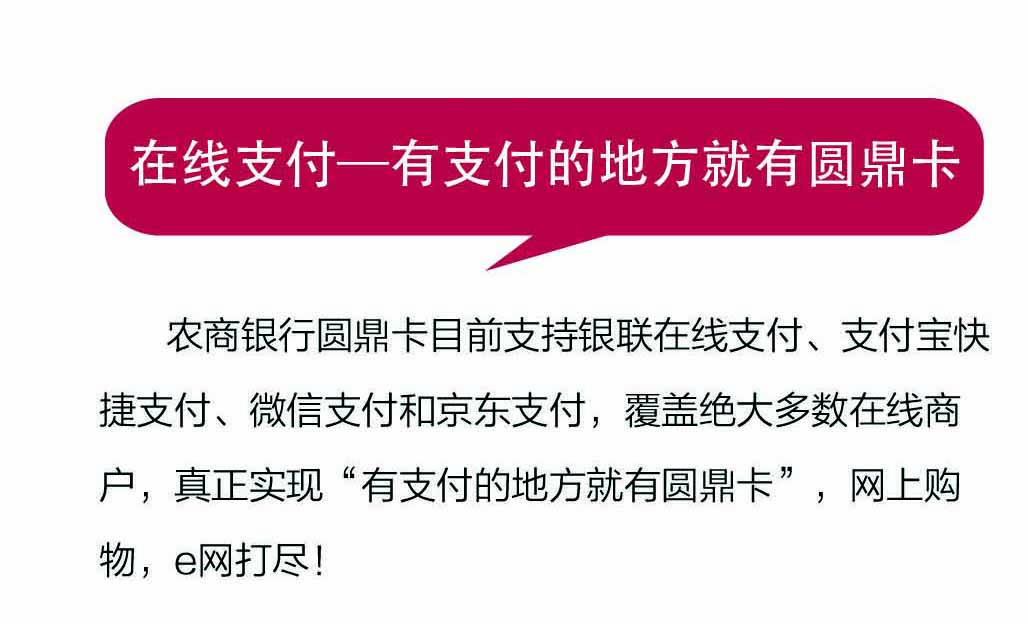 在线支付—有支付的地方就有圆鼎卡
农商银行圆鼎卡目前支持银联在线支付、支付宝快
捷支付、微信支付和京东支付，覆盖绝大多数在线商
户，真正实现“有支付的地方就有圆鼎卡”，网上购
物，e网打尽！